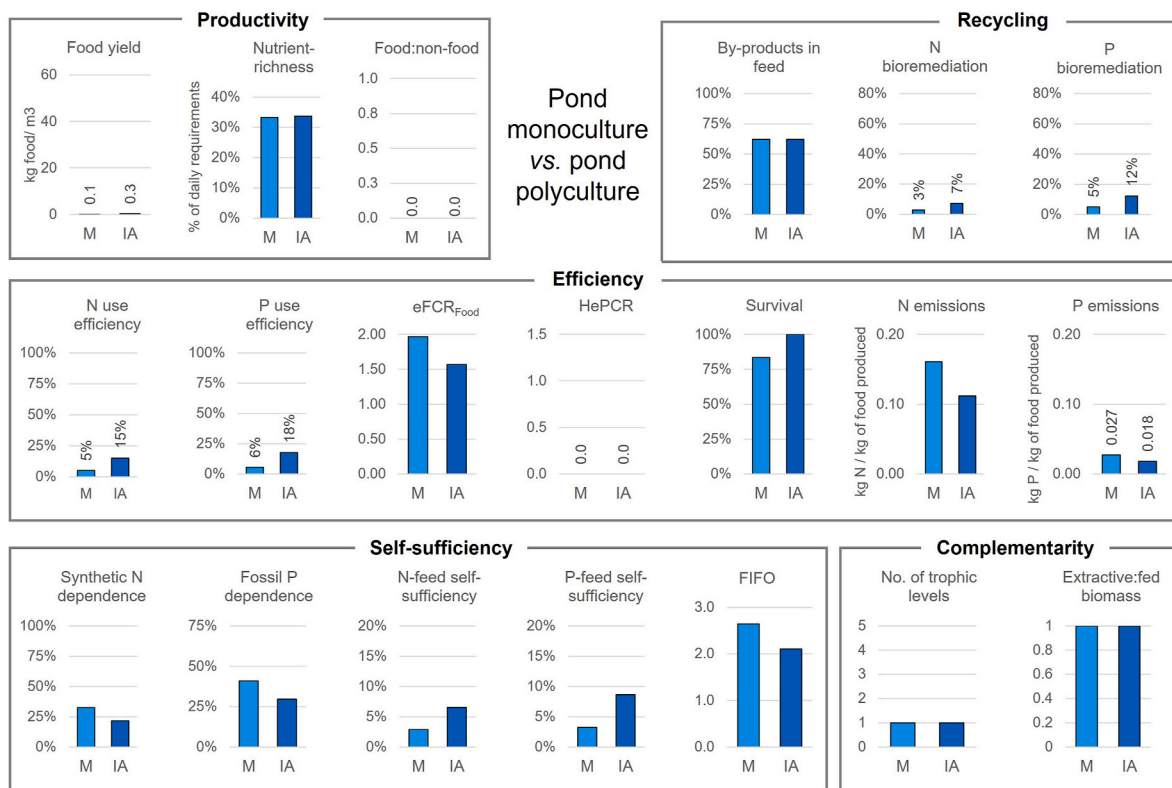 Productivity
Food yield
kg food/ m3
60
40
20
0
0.1
0.3
M
IA
Nutrient-
richness
% of daily requirements
40%
30%
20%
10%
0%
M
IA
Food:non-food
1.0
0.8
0.5
0.3
0.0
0.0
0.0
M
IA
Pond
monoculture
vs. pond
polyculture
Recycling
By-products in
feed
100%
75%
50%
25%
0%
M
IA
N
bioremediation
80%
60%
40%
20%
0%
3%
7%
M
IA
P
bioremediation
80%
60%
40%
20%
0%
5%
12%
M
IA
Efficiency
N use
efficiency
100%
75%
50%
25%
0%
5%
15%
M
IA
P use
efficiency
100%
75%
50%
25%
0%
6%
18%
M
IA
eFCRFood
2.00
1.50
1.00
0.50
0.00
M
IA
HePCR
1.5
1.0
0.5
0.0
0.0
0.0
M
IA
Survival
100%
75%
50%
75%
0%
M
IA
N emissions
kg N / kg of food produced
0.20
0.10
0.00
M
IA
P emissions
kg P / kg of food produced
0.20
0.10
0.00
0.027
0.018
M
IA
Self-sufficiency
Synthetic N
dependence
100%
75%
50%
25%
0%
M
IA
Fossil P
dependence
75%
50%
25%
0%
M
IA
N-feed self-
sufficiency
20%
15%
10%
5%
0%
M
IA
P-feed self-
sufficiency
20%
15%
10%
5%
0%
M
IA
FIFO
3.0
2.0
1.0
0.0
M
IA
Complementarity
No. of trophic
levels
5
4
3
2
1
0
M
IA
Extractive:fed
biomass
1
0.8
0.6
0.4
0.2
0
M
IA